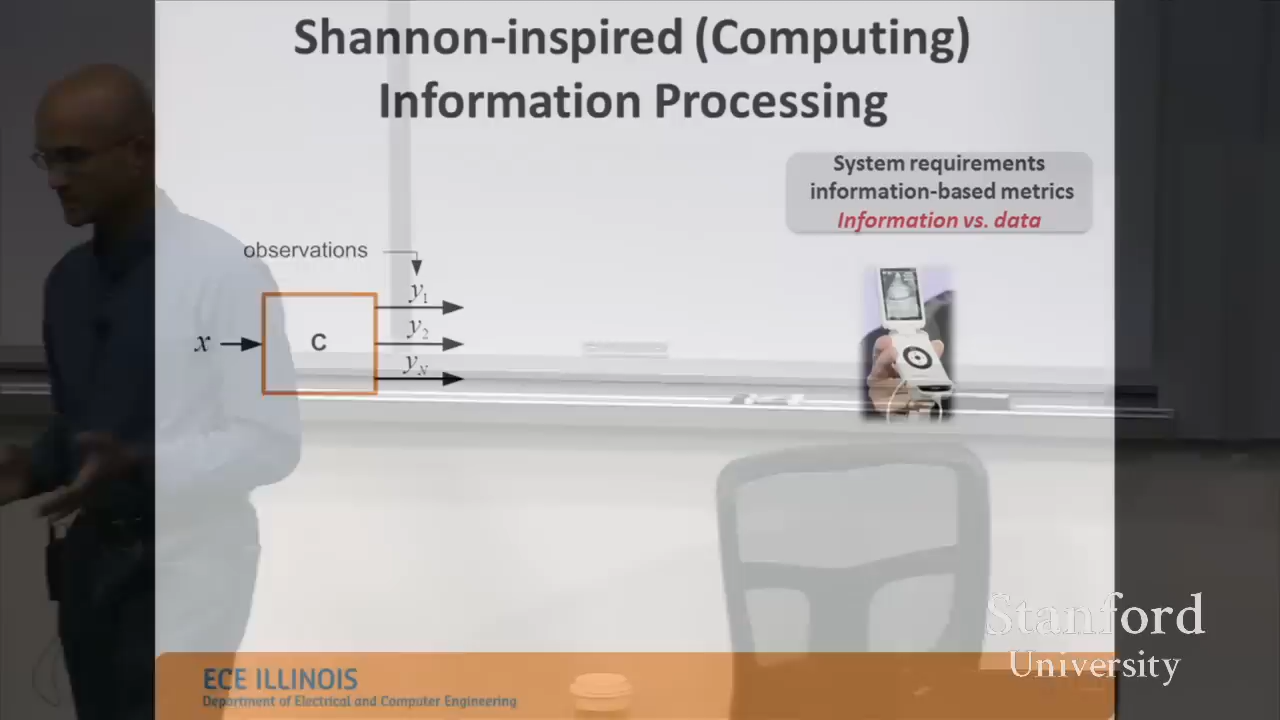 Shannon-inspired (Computing)
Information Processing
System requirements
information-based metrics
Information vs. data
observations
y1
x
C
y2
yN
Stanford
University
ECE ILLINOIS
Department of Electrical and Computer Engineering